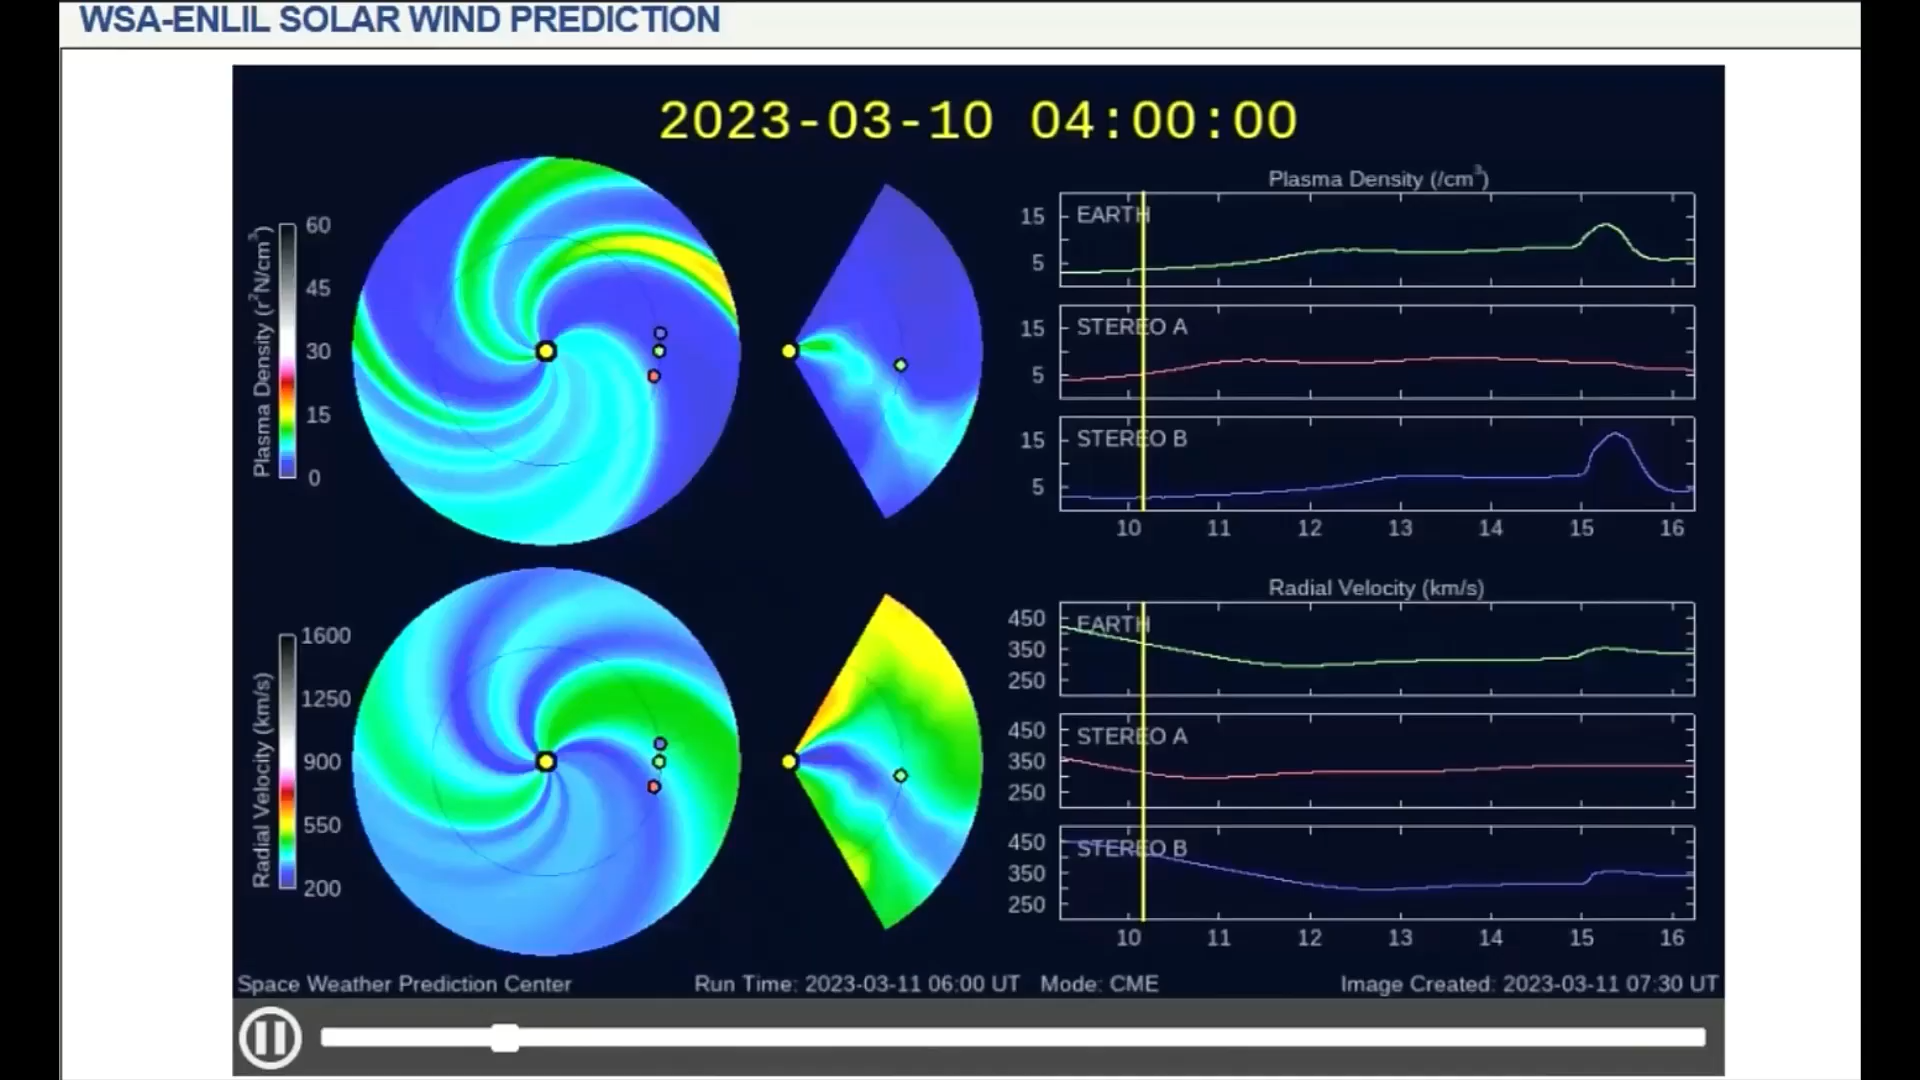 WSA-ENLIL SOLAR WIND PREDICTION
2023-03-10 04:00:00
Plasma Density (r²N/cm³)
60
45
30
15
0
Plasma Density (/cm³)
EARTH
15
5
STEREO A
15
5
STEREO B
15
5
10 11 12 13 14 15 16
Radial Velocity (km/s)
1600
1250
900
550
200
Radial Velocity (km/s)
EARTH
450
350
250
STEREO A
450
350
250
STEREO B
450
350
250
10 11 12 13 14 15 16
Space Weather Prediction Center Run Time: 2023-03-11 06:00 UT Mode: CME Image Created: 2023-03-11 07:30 UT